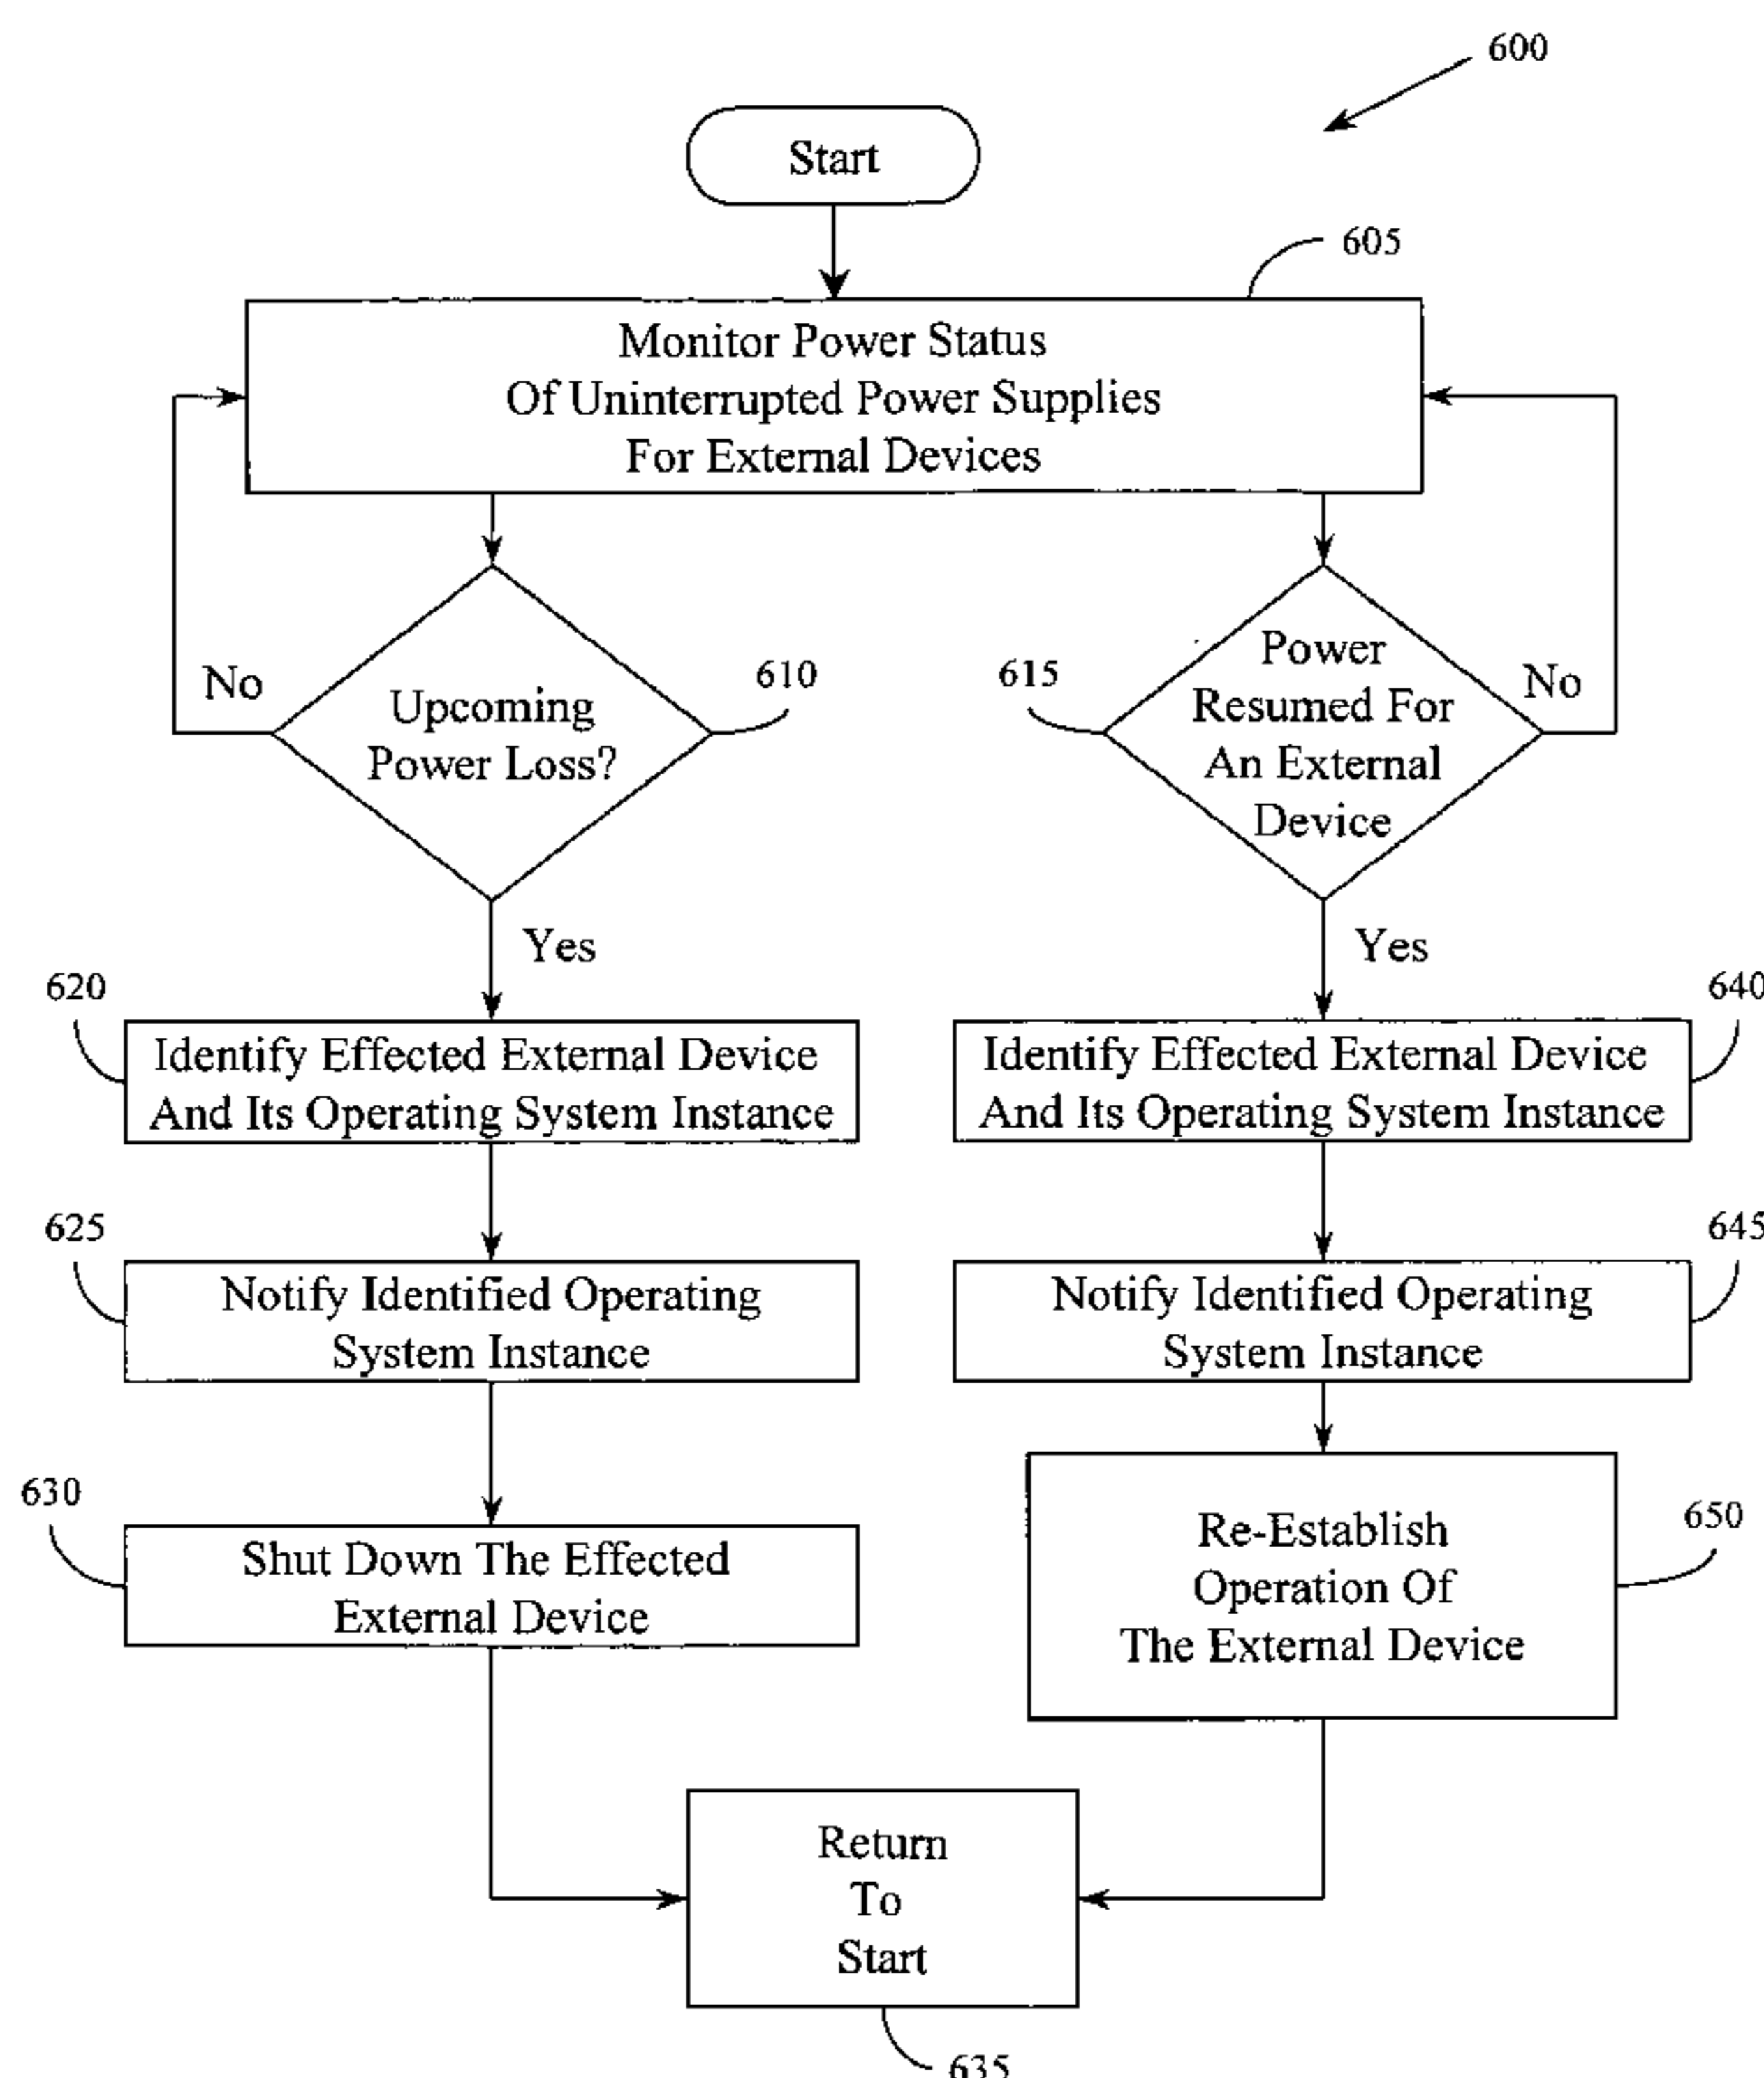 600
Start
605
Monitor Power Status
Of Uninterrupted Power Supplies
For External Devices
No
Upcoming
Power Loss?
610
615
Power
Resumed For
An External
Device
No
Yes
Yes
620
Identify Effected External Device
And Its Operating System Instance
640
Identify Effected External Device
And Its Operating System Instance
625
Notify Identified Operating
System Instance
645
Notify Identified Operating
System Instance
630
Shut Down The Effected
External Device
650
Re-Establish
Operation Of
The External Device
Return
To
Start
635